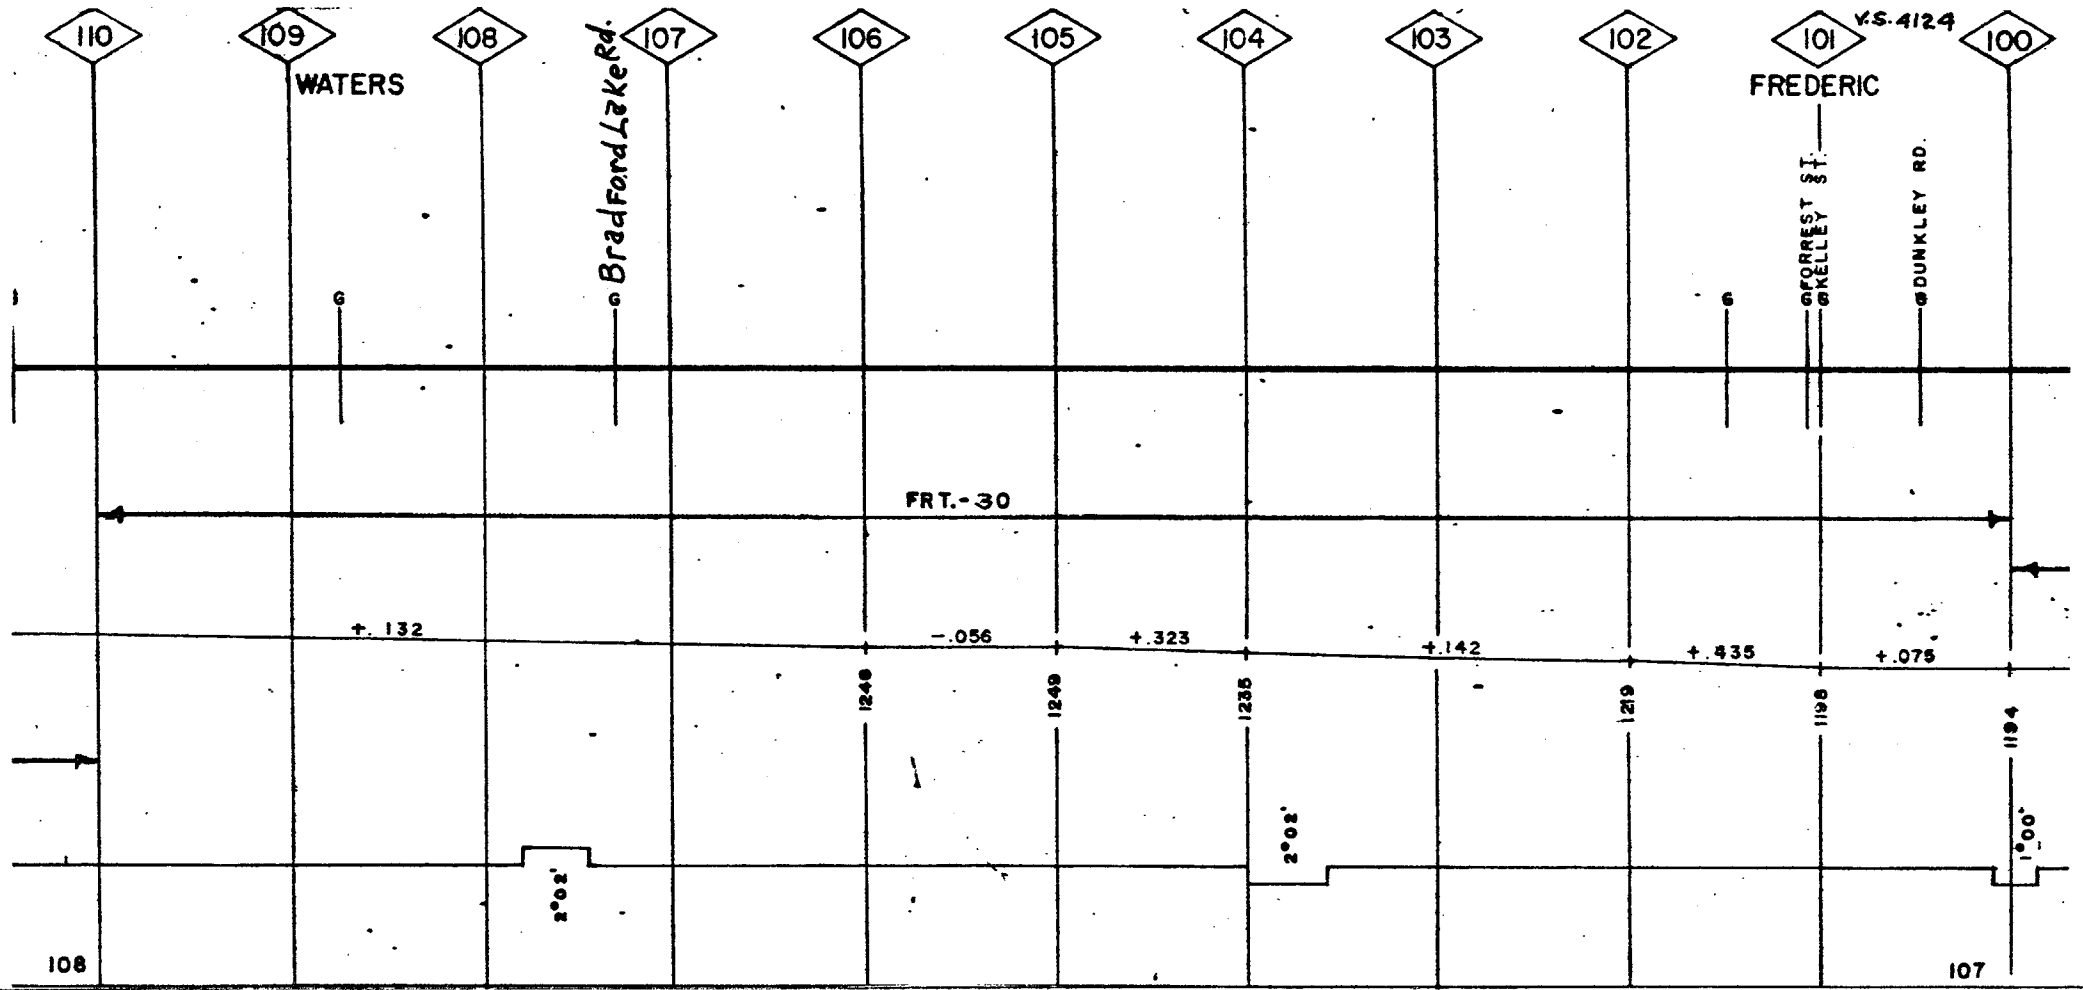 110 109 108 107 106 105 104 103 102 101 V.S. 4124 100
WATERS
FREDERIC
Bradford Lake Rd.
G
G
G
G FORREST ST.
G KELLEY ST.
G DUNKLEY RD.
FRT.-30
+.132
-.056
+.323
+.142
+.435
+.075
1246
1249
1235
1219
1198
1194
2°02'
2°02'
1°00'
108
107